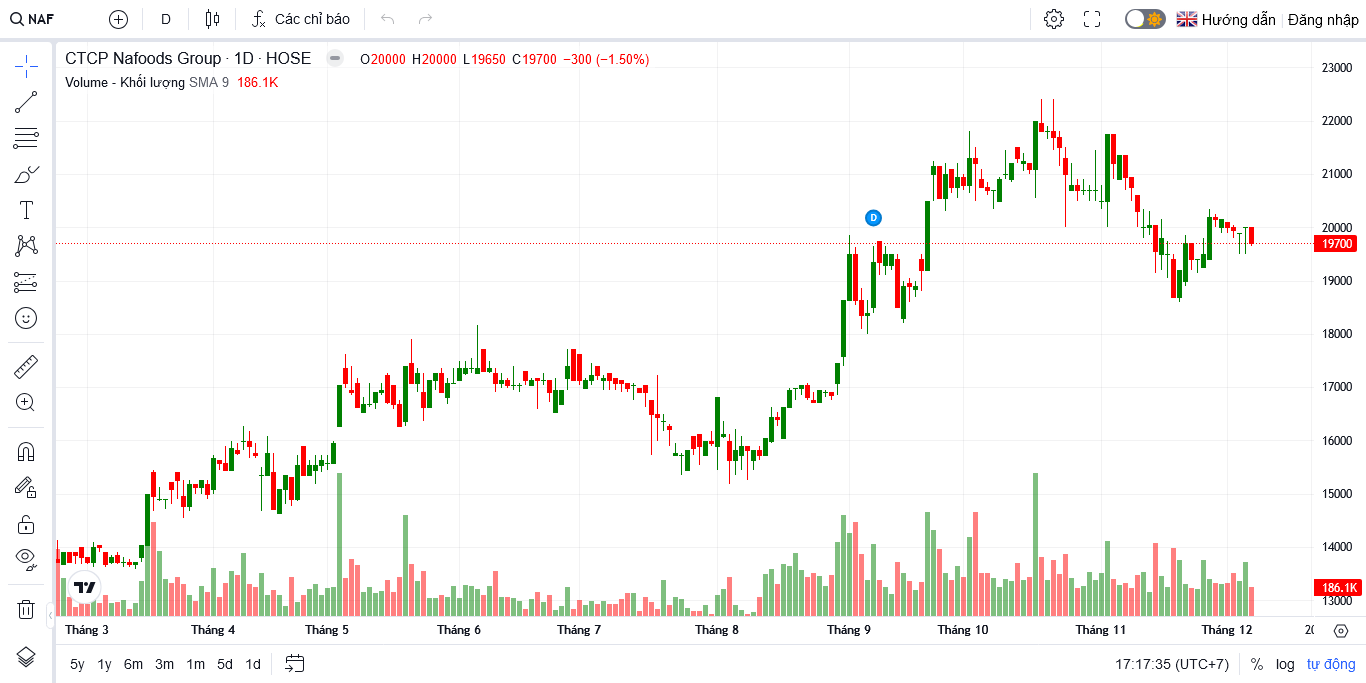 NAF D Các chỉ báo Hướng dẫn Đăng nhập
CTCP Nafoods Group · 1D · HOSE O20000 H20000 L19650 C19700 −300 (−1.50%)
Volume - Khối lượng SMA 9 186.1K
23000
22000
21000
D
20000
19700
19000
18000
17000
16000
15000
14000
186.1K
13000
Tháng 3 Tháng 4 Tháng 5 Tháng 6 Tháng 7 Tháng 8 Tháng 9 Tháng 10 Tháng 11 Tháng 12
5y 1y 6m 3m 1m 5d 1d 17:17:35 (UTC+7) % log tự động